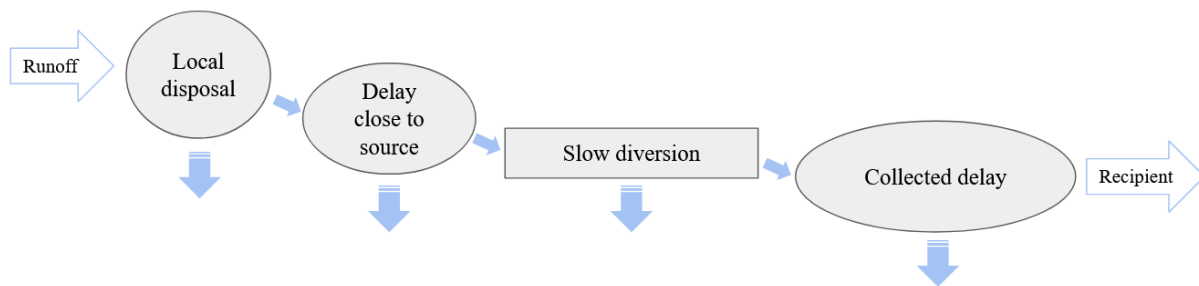 Runoff
Local
disposal
Delay
close to
source
Slow diversion
Collected delay
Recipient